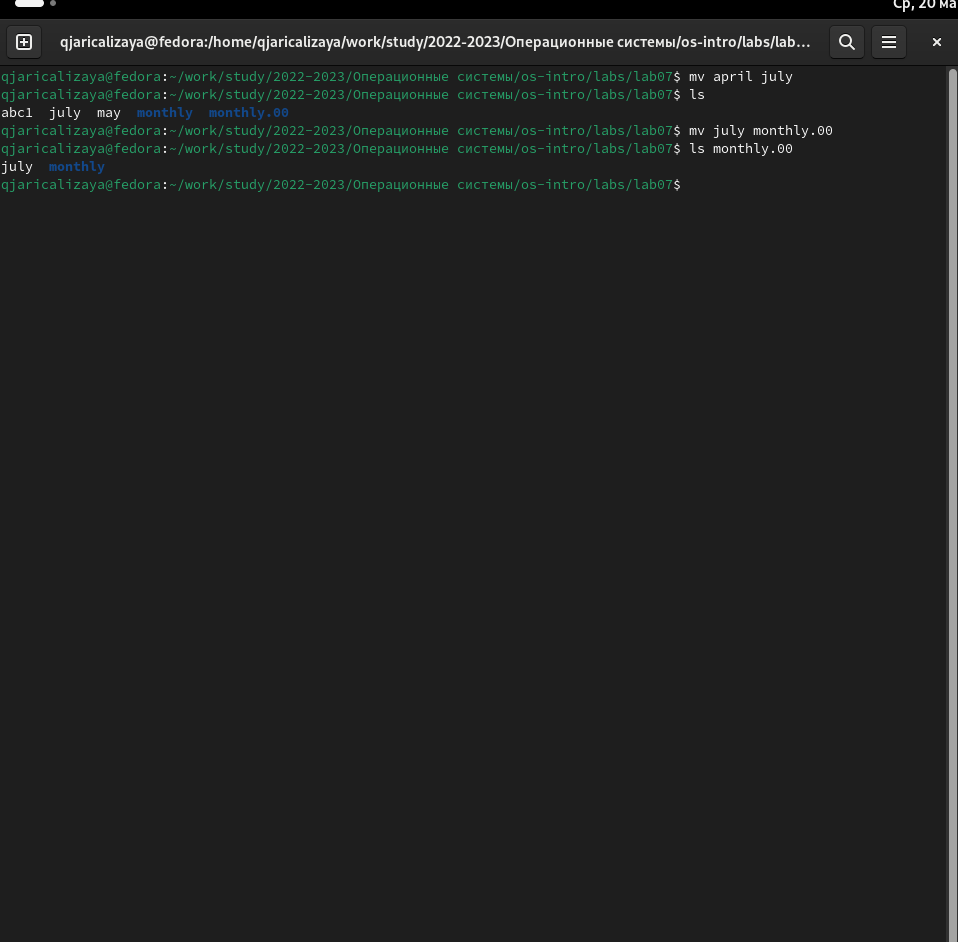 Ср, 20 ма
qjaricalizaya@fedora:/home/qjaricalizaya/work/study/2022-2023/Операционные системы/os-intro/labs/lab...
qjaricalizaya@fedora:~/work/study/2022-2023/Операционные системы/os-intro/labs/lab07$ mv april july
qjaricalizaya@fedora:~/work/study/2022-2023/Операционные системы/os-intro/labs/lab07$ ls
abc1  july  may  monthly  monthly.00
qjaricalizaya@fedora:~/work/study/2022-2023/Операционные системы/os-intro/labs/lab07$ mv july monthly.00
qjaricalizaya@fedora:~/work/study/2022-2023/Операционные системы/os-intro/labs/lab07$ ls monthly.00
july  monthly
qjaricalizaya@fedora:~/work/study/2022-2023/Операционные системы/os-intro/labs/lab07$